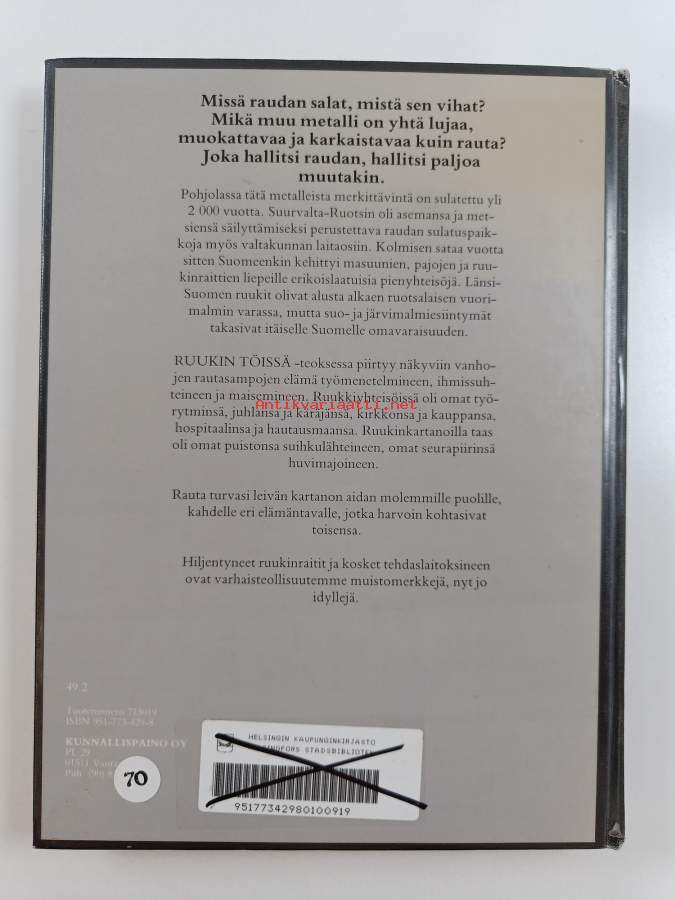 Missä raudan salat, mistä sen vihat?
Mikä muu metalli on yhtä lujaa,
muokattavaa ja karkaistavaa kuin rauta?
Joka hallitsi raudan, hallitsi paljoa
muutakin.
Pohjolassa tätä metalleista merkittävintä on sulatettu yli
2 000 vuotta. Suurvalta-Ruotsin oli asemansa ja met-
siensä säilyttämiseksi perustettava raudan sulatuspaik-
koja myös valtakunnan laitaosiin. Kolmisen sataa vuotta
sitten Suomeenkin kehittyi masuunien, pajojen ja ruu-
kinraittien liepeille erikoislaatuisia pienyhteisöjä. Länsi-
Suomen ruukit olivat alusta alkaen ruotsalaisen vuori-
malmin varassa, mutta suo- ja järvimalmiesiintymät
takasivat itäiselle Suomelle omavaraisuuden.
RUUKIN TÖISSÄ -teoksessa piirtyy näkyviin vanho-
jen rautasampojen elämä työmenetelmineen, ihmissuh-
teineen ja maisemineen. Ruukkiyhteisöissä oli omat työ-
Antikvariaatti.net
rytminsä, juhlansa ja käräjänsä, kirkkonsa ja kauppansa,
hospitaalinsa ja hautausmaansa. Ruukinkartanoilla taas
oli omat puistonsa suihkulähteineen, omat seurapiirinsä
huvimajoineen.
Rauta turvasi leivän kartanon aidan molemmille puolille,
kahdelle eri elämäntavalle, jotka harvoin kohtasivat
toisensa.
Hiljentyneet ruukinraitit ja kosket tehdaslaitoksineen
ovat varhaisteollisuutemme muistomerkkejä, nyt jo
idyllejä.
49.2
Tuotenumero 713019
ISBN 951-773-429-8
KUNNALLISPAINO OY
PL 29
01511
Puh. (90)
70
HELSINGIN KAUPUNGINKIRJASTO
STADSBIBLIOTEK
95177342980100919